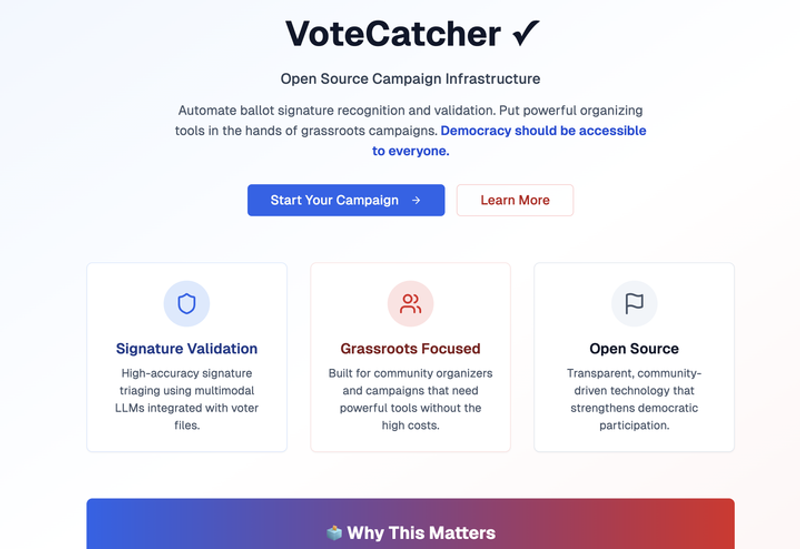 VoteCatcher ✓
Open Source Campaign Infrastructure
Automate ballot signature recognition and validation. Put powerful organizing
tools in the hands of grassroots campaigns. Democracy should be accessible
to everyone.
Start Your Campaign →
Learn More
Signature Validation
High-accuracy signature
triaging using multimodal
LLMs integrated with voter
files.
Grassroots Focused
Built for community organizers
and campaigns that need
powerful tools without the
high costs.
Open Source
Transparent, community-
driven technology that
strengthens democratic
participation.
🗳️ Why This Matters